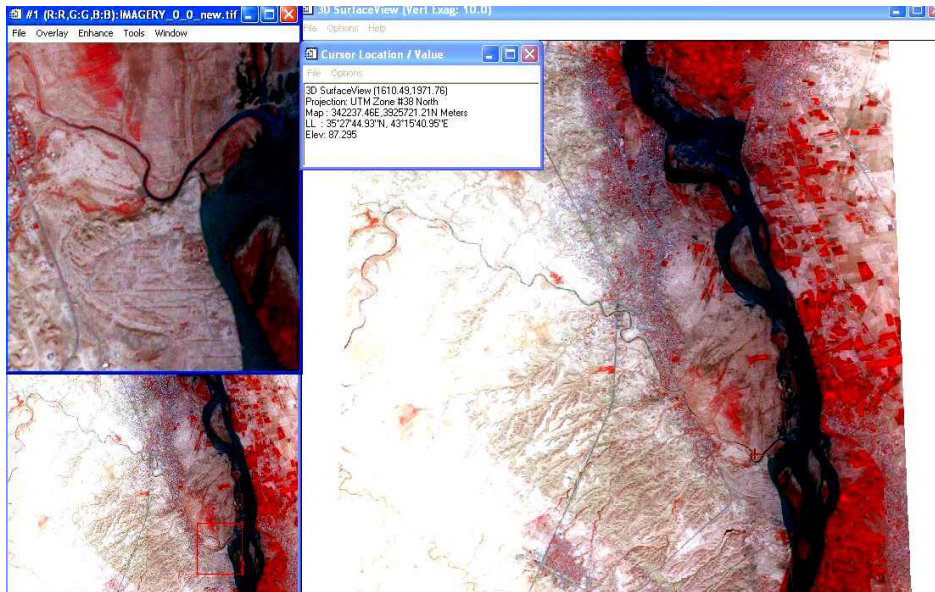 #1 (R:R,G:G,B:B):IMAGERY_0_0_new.tif
File Overlay Enhance Tools Window
3D SurfaceView (Vert Exag: 10.0)
File Options Help
Cursor Location / Value
File Options
3D SurfaceView (1610.49,1971.76)
Projection: UTM Zone #38 North
Map : 342237.46E,3925721.21N Meters
LL : 35°27'44.93"N, 43°15'40.95"E
Elev: 87.295